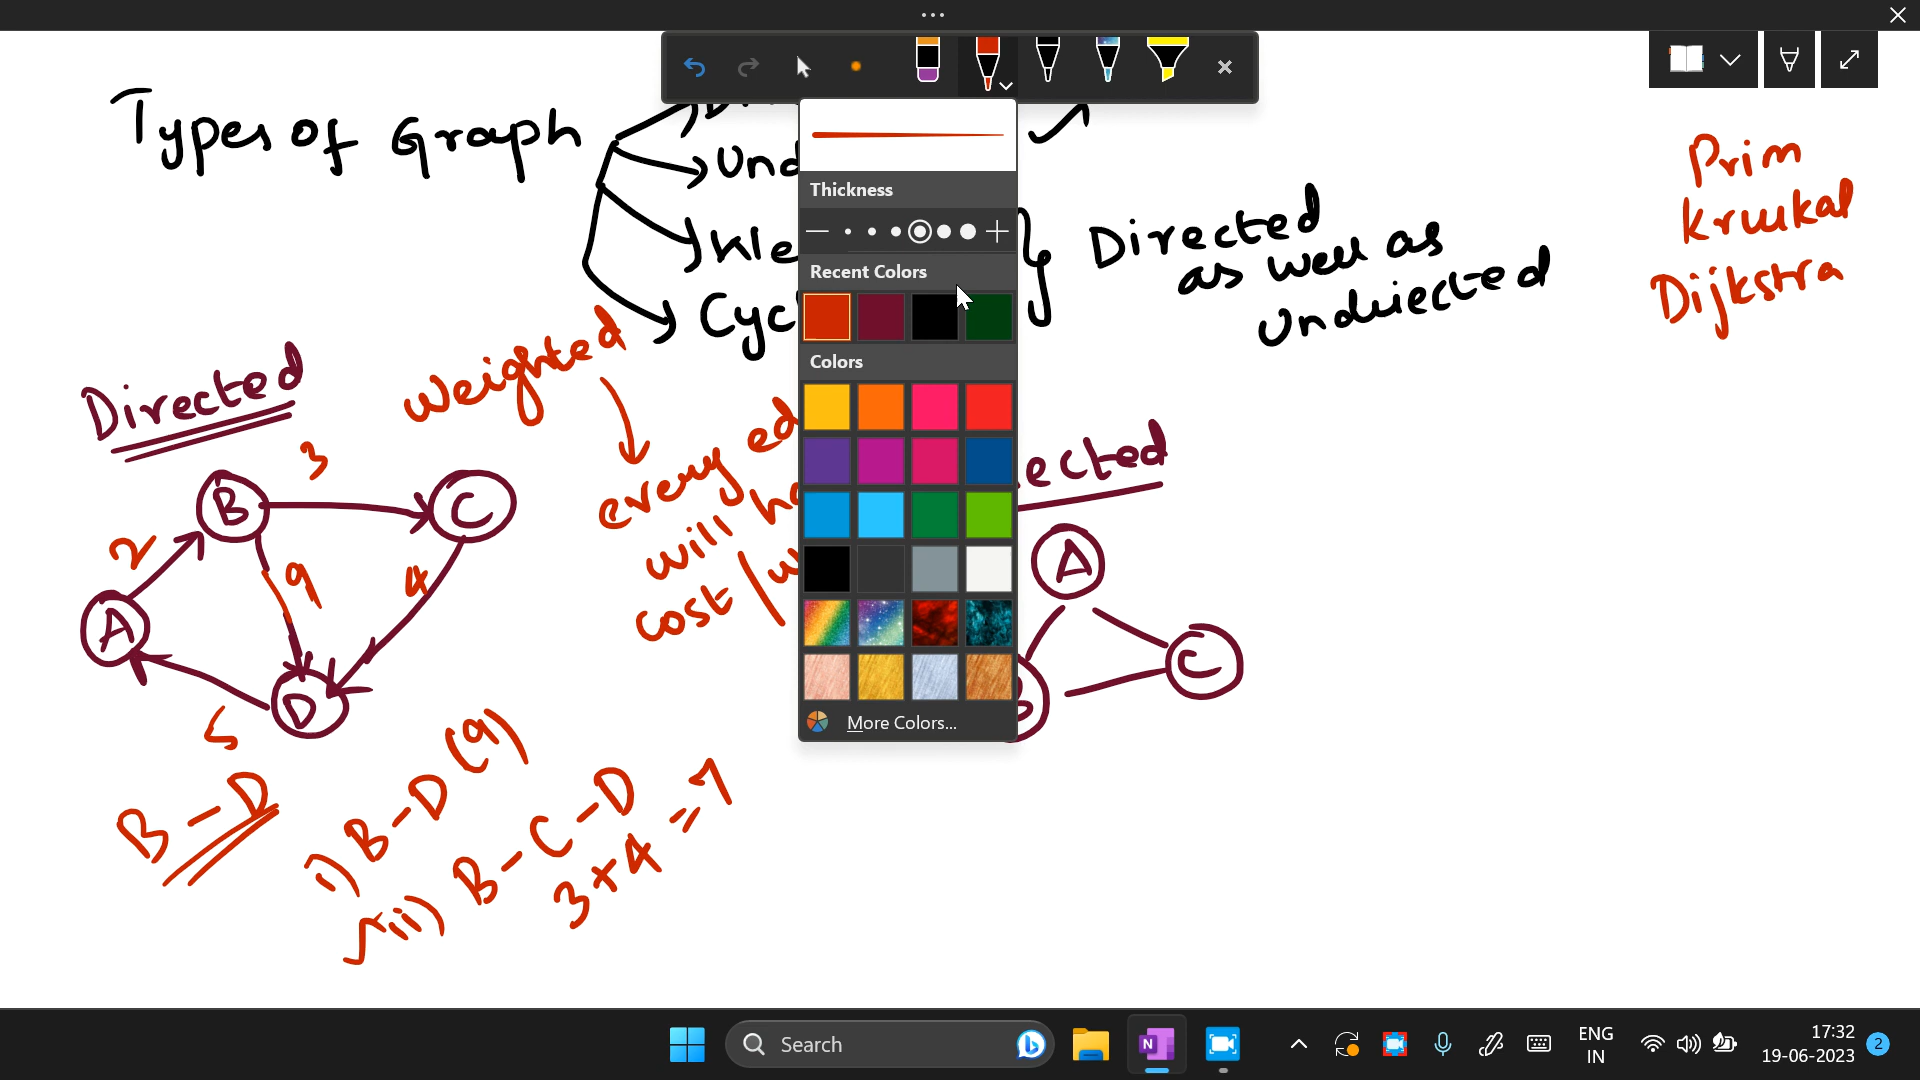 Types of Graph
Und
Cyc
Directed
as well as
Undirected
Prim
kruskal
Dijkstra
Thickness
Recent Colors
Colors
More Colors...
Directed
Weighted
every ed
will ha
cost/w
ected
B
3
C
2
9
4
A
D
5
A
C
B - D
i) B - D (9)
ii) B - C - D
3 + 4 = 7
Search
ENG
IN
17:32
19-06-2023
2